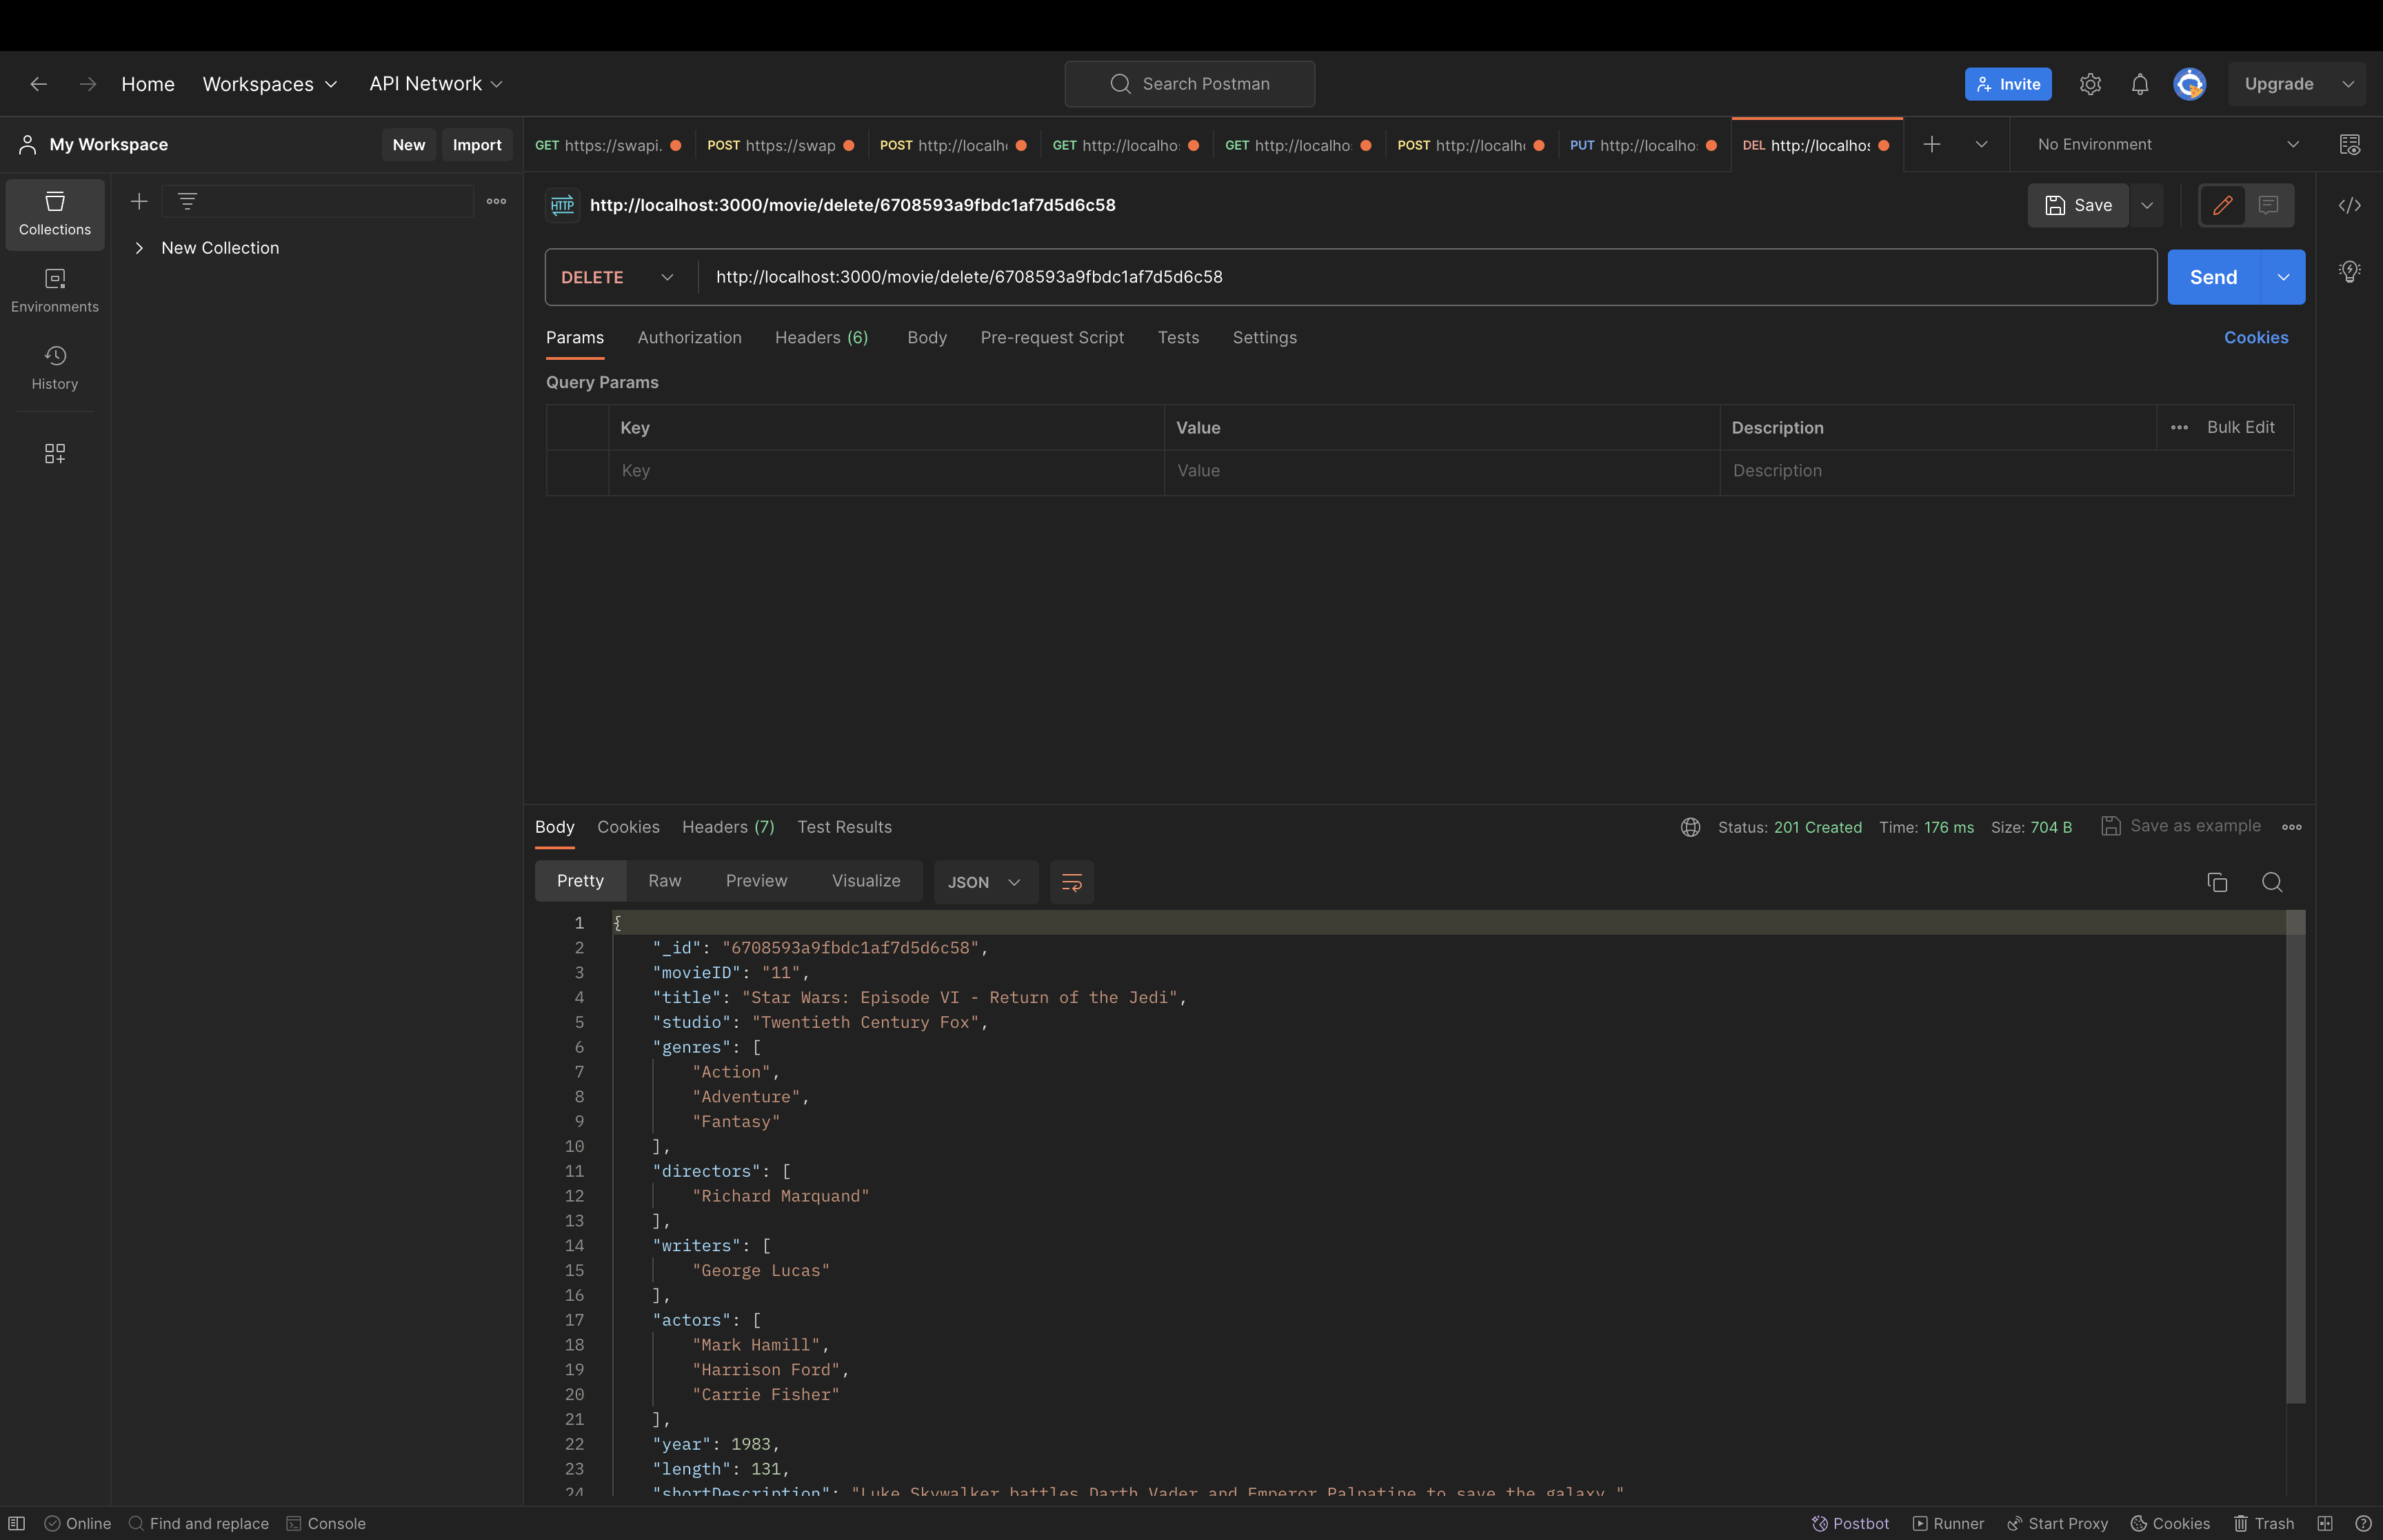 Home Workspaces API Network Search Postman Invite Upgrade
My Workspace New Import GET https://swapi. POST https://swap POST http://localh GET http://localho GET http://localho POST http://localh PUT http://localho DEL http://localhos No Environment
HTTP http://localhost:3000/movie/delete/6708593a9fbdc1af7d5d6c58 Save
Collections
New Collection
Environments
History
DELETE http://localhost:3000/movie/delete/6708593a9fbdc1af7d5d6c58 Send
Params Authorization Headers (6) Body Pre-request Script Tests Settings Cookies
Query Params
Key Value Description Bulk Edit
Key Value Description
Body Cookies Headers (7) Test Results Status: 201 Created Time: 176 ms Size: 704 B Save as example
Pretty Raw Preview Visualize JSON
1 {
2 "_id": "6708593a9fbdc1af7d5d6c58",
3 "movieID": "11",
4 "title": "Star Wars: Episode VI - Return of the Jedi",
5 "studio": "Twentieth Century Fox",
6 "genres": [
7 "Action",
8 "Adventure",
9 "Fantasy"
10 ],
11 "directors": [
12 "Richard Marquand"
13 ],
14 "writers": [
15 "George Lucas"
16 ],
17 "actors": [
18 "Mark Hamill",
19 "Harrison Ford",
20 "Carrie Fisher"
21 ],
22 "year": 1983,
23 "length": 131,
24 "shortDescription": "Luke Skywalker battles Darth Vader and Emperor Palpatine to save the galaxy."
Online Find and replace Console Postbot Runner Start Proxy Cookies Trash